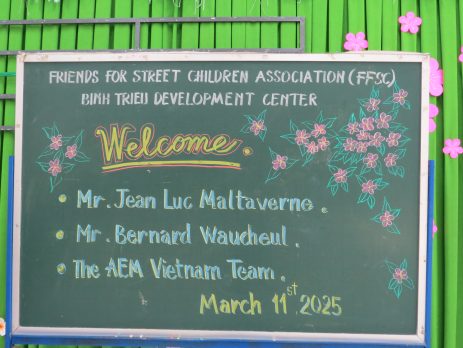 FRIENDS FOR STREET CHILDREN ASSOCIATION (FFSC)
BINH TRIEU DEVELOPMENT CENTER
Welcome.
• Mr. Jean Luc Maltaverne.
• Mr. Bernard Waucheul.
• The AEM Vietnam Team.
March 11st 2025